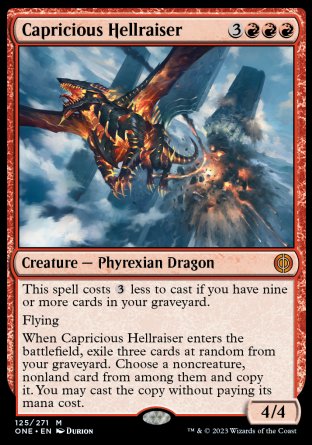 Capricious Hellraiser 3
Creature — Phyrexian Dragon
This spell costs 3 less to cast if you have nine
or more cards in your graveyard.
Flying
When Capricious Hellraiser enters the
battlefield, exile three cards at random from
your graveyard. Choose a noncreature,
nonland card from among them and copy
it. You may cast the copy without paying its
mana cost.
4/4
125/271 M
ONE • EN DURION
™ & © 2023 Wizards of the Coast